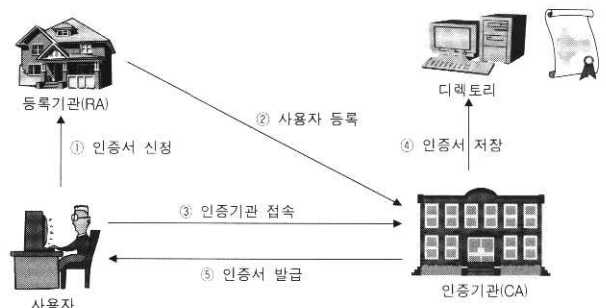 등록기관(RA)
디렉토리
② 사용자 등록
① 인증서 신청
④ 인증서 저장
③ 인증기관 접속
⑤ 인증서 발급
사용자
인증기관(CA)